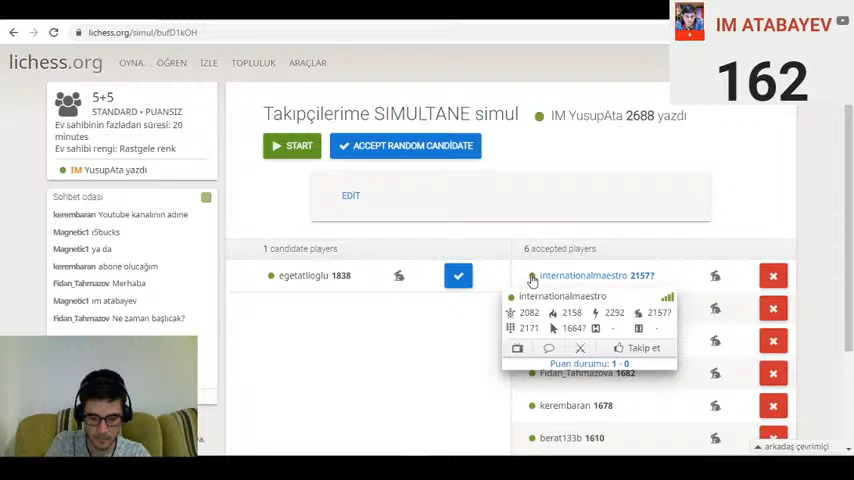 lichess.org/simul/bufD1kOH
IM ATABAYEV
162
lichess.org OYNA. ÖĞREN İZLE TOPLULUK ARAÇLAR
5+5
STANDARD • PUANSIZ
Ev sahibinin fazladan süresi: 20
minutes
Ev sahibi rengi: Rastgele renk
IM YusupAta yazdı
Sohbet odası
kerembaran Youtube kanalının adıne
Magnetic1 i5bucks
Magnetic1 ya da
kerembaran abone olucağım
Fidan_Tahmazov Merhaba
Magnetic1 ım atabayev
Fidan_Tahmazov Ne zaman başlıcak?
Takipçilerime SIMULTANE simul
IM YusupAta 2688 yazdı
START
ACCEPT RANDOM CANDIDATE
EDİT
1 candidate players
egetatlioglu 1838
6 accepted players
internationalmaestro 2157?
internationalmaestro
2082 2158 2292 2157?
2171 1664? - -
Takip et
Puan durumu: 1 - 0
Fidan_Tahmazova 1682
kerembaran 1678
berat133b 1610
arkadaş çevrimiçi